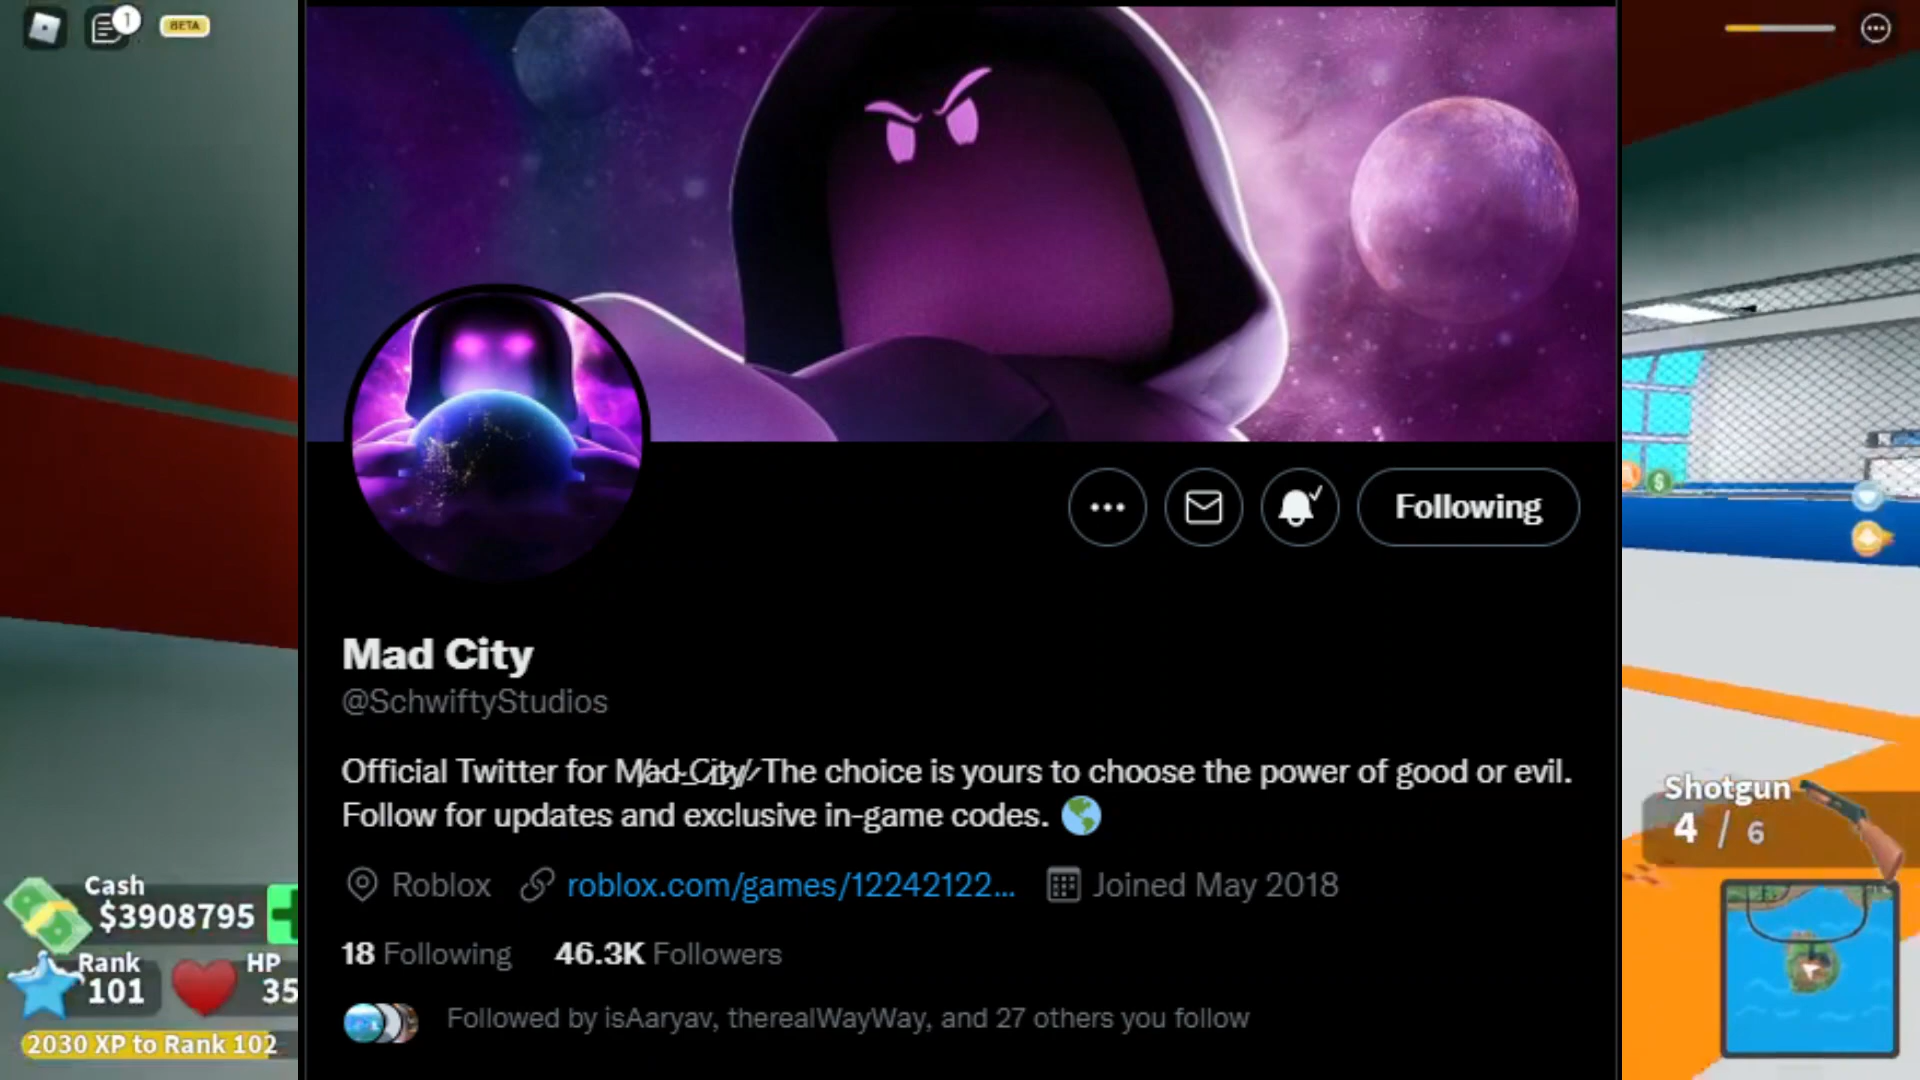 1
BETA
Following
Mad City
@SchwiftyStudios
Official Twitter for Mad City The choice is yours to choose the power of good or evil.
Follow for updates and exclusive in-game codes. 🌎
Roblox roblox.com/games/12242122... Joined May 2018
18 Following 46.3K Followers
Followed by isAaryav, therealWayWay, and 27 others you follow
Cash
$3908795
Rank
101
HP
35
2030 XP to Rank 102
Shotgun
4 / 6